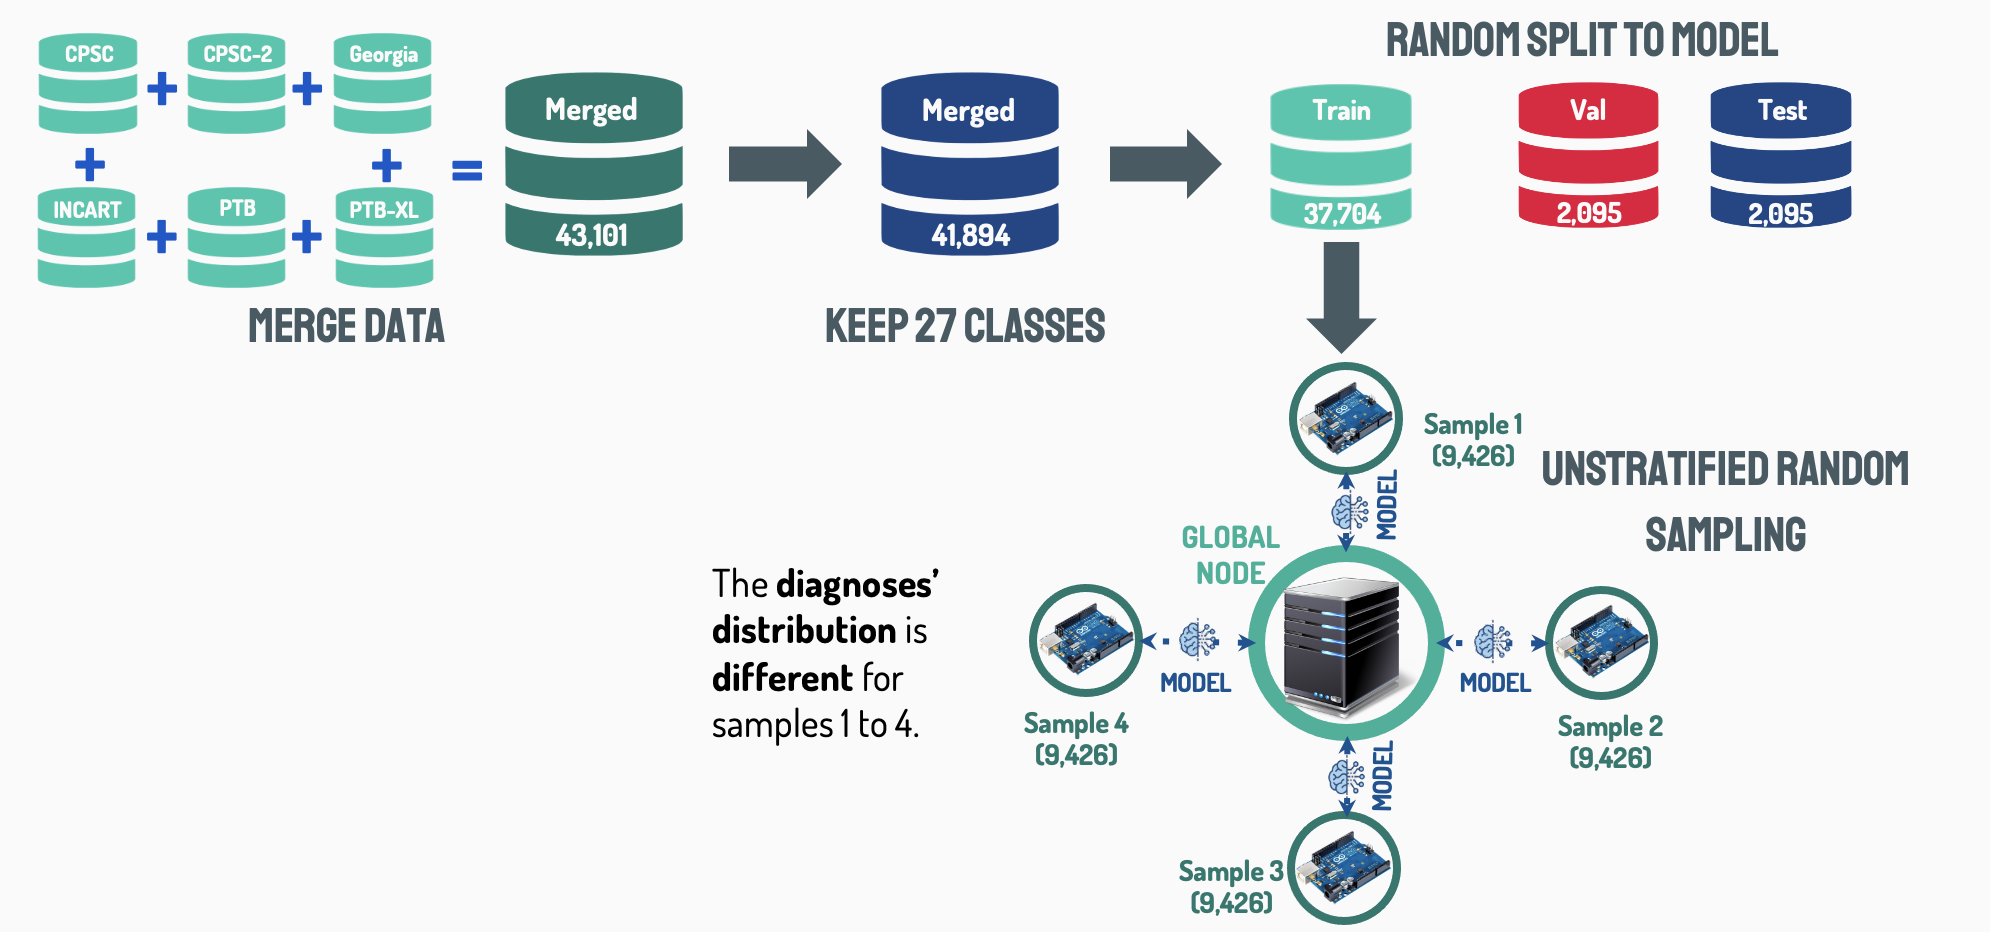 CPSC
+
CPSC-2
+
Georgia
+
+
INCART
+
PTB
+
PTB-XL
=
Merged
43,101
MERGE DATA
Merged
41,894
KEEP 27 CLASSES
RANDOM SPLIT TO MODEL
Train
37,704
Val
2,095
Test
2,095
Sample 1
(9,426)
UNSTRATIFIED RANDOM
SAMPLING
MODEL
GLOBAL
NODE
The diagnoses’
distribution is
different for
samples 1 to 4.
MODEL
Sample 4
(9,426)
MODEL
Sample 2
(9,426)
MODEL
Sample 3
(9,426)